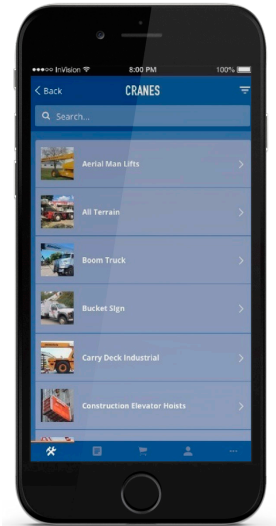 InVision 8:00 PM 100%
Back CRANES
Search...
Aerial Man Lifts
All Terrain
Boom Truck
Bucket Sign
Carry Deck Industrial
Construction Elevator Hoists